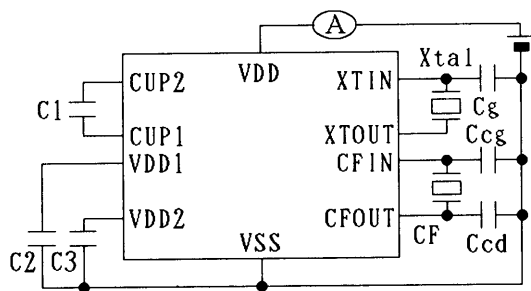 A
VDD
Xtal
CUP2
XTIN
C1
Cg
CUP1
XTOUT
Ccg
VDD1
CFIN
VDD2
CFOUT
VSS
CF
Ccd
C2
C3